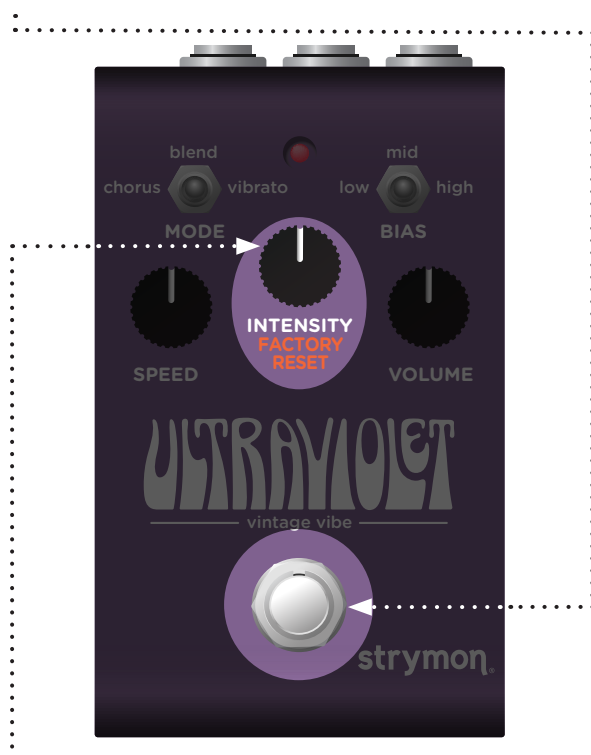 blend
chorus vibrato
MODE
mid
low high
BIAS
INTENSITY
FACTORY
RESET
SPEED
VOLUME
ULTRAVIOLET
vintage vibe
strymon®